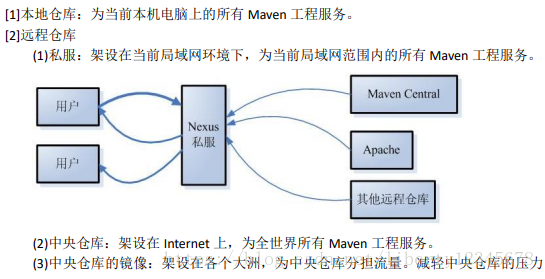 [1]本地仓库：为当前本机电脑上的所有 Maven 工程服务。
[2]远程仓库
(1)私服：架设在当前局域网环境下，为当前局域网范围内的所有 Maven 工程服务。
用户
用户
Nexus
私服
Maven Central
Apache
其他远程仓库
(2)中央仓库：架设在 Internet 上，为全世界所有 Maven 工程服务。
(3)中央仓库的镜像：架设在各个大洲，为中央仓库分担流量。减轻中央仓库的压力